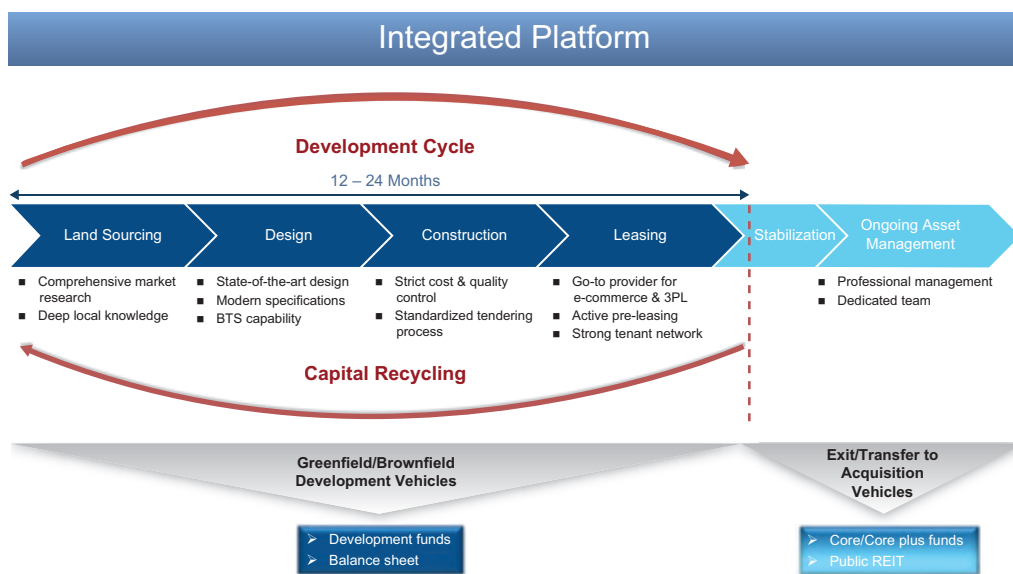 Integrated Platform
Development Cycle
12 – 24 Months
Land Sourcing
Design
Construction
Leasing
Stabilization
Ongoing Asset
Management
■ Comprehensive market
research
■ Deep local knowledge
■ State-of-the-art design
■ Modern specifications
■ BTS capability
■ Strict cost & quality
control
■ Standardized tendering
process
■ Go-to provider for
e-commerce & 3PL
■ Active pre-leasing
■ Strong tenant network
■ Professional management
■ Dedicated team
Capital Recycling
Greenfield/Brownfield
Development Vehicles
Exit/Transfer to
Acquisition
Vehicles
➢ Development funds
➢ Balance sheet
➢ Core/Core plus funds
➢ Public REIT